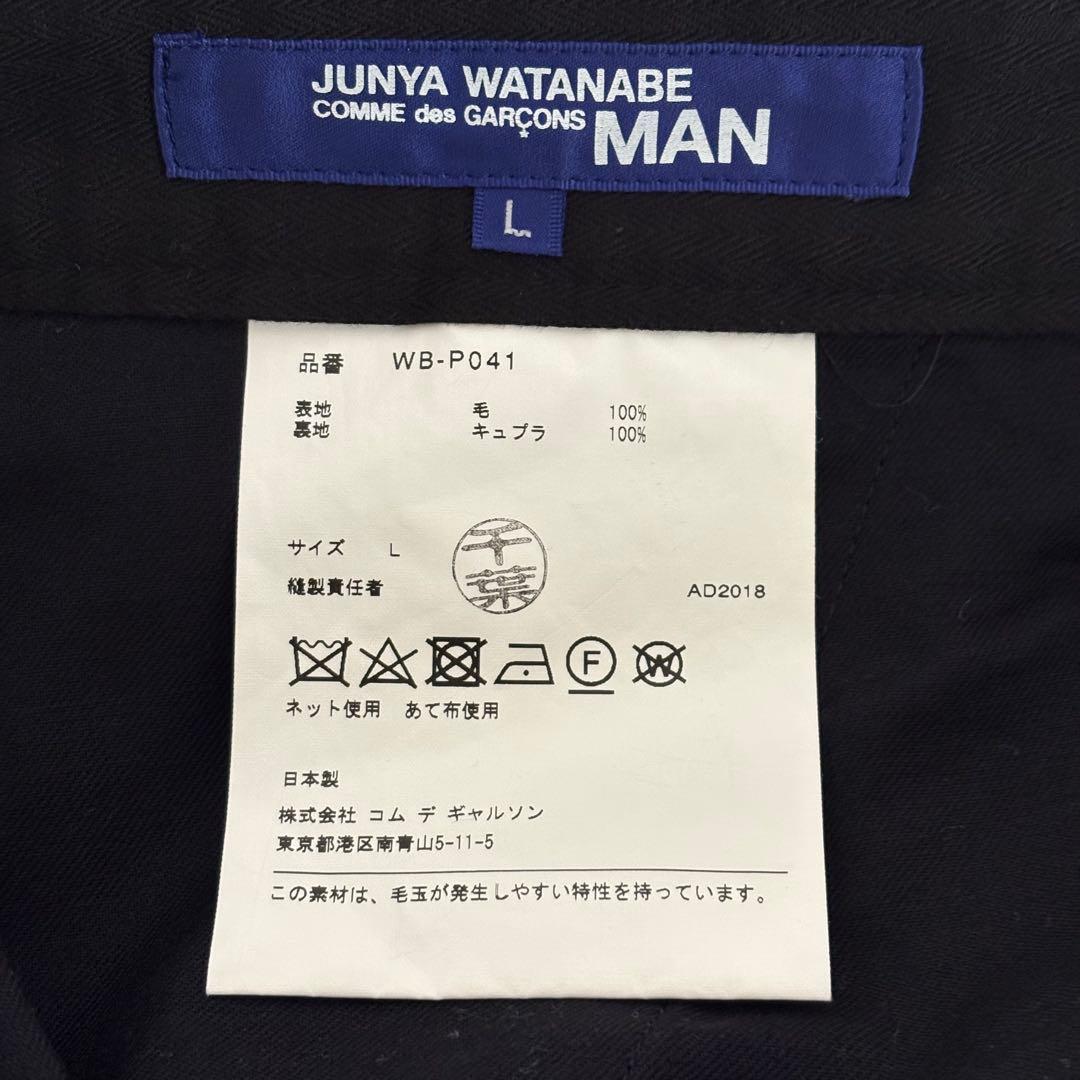 JUNYA WATANABE
COMME des GARÇONS MAN
L
品番 WB-P041
表地 毛 100%
裏地 キュプラ 100%
サイズ L
千葉
縫製責任者 AD2018
F W
ネット使用 あて布使用
日本製
株式会社 コム デ ギャルソン
東京都港区南青山5-11-5
この素材は、毛玉が発生しやすい特性を持っています。